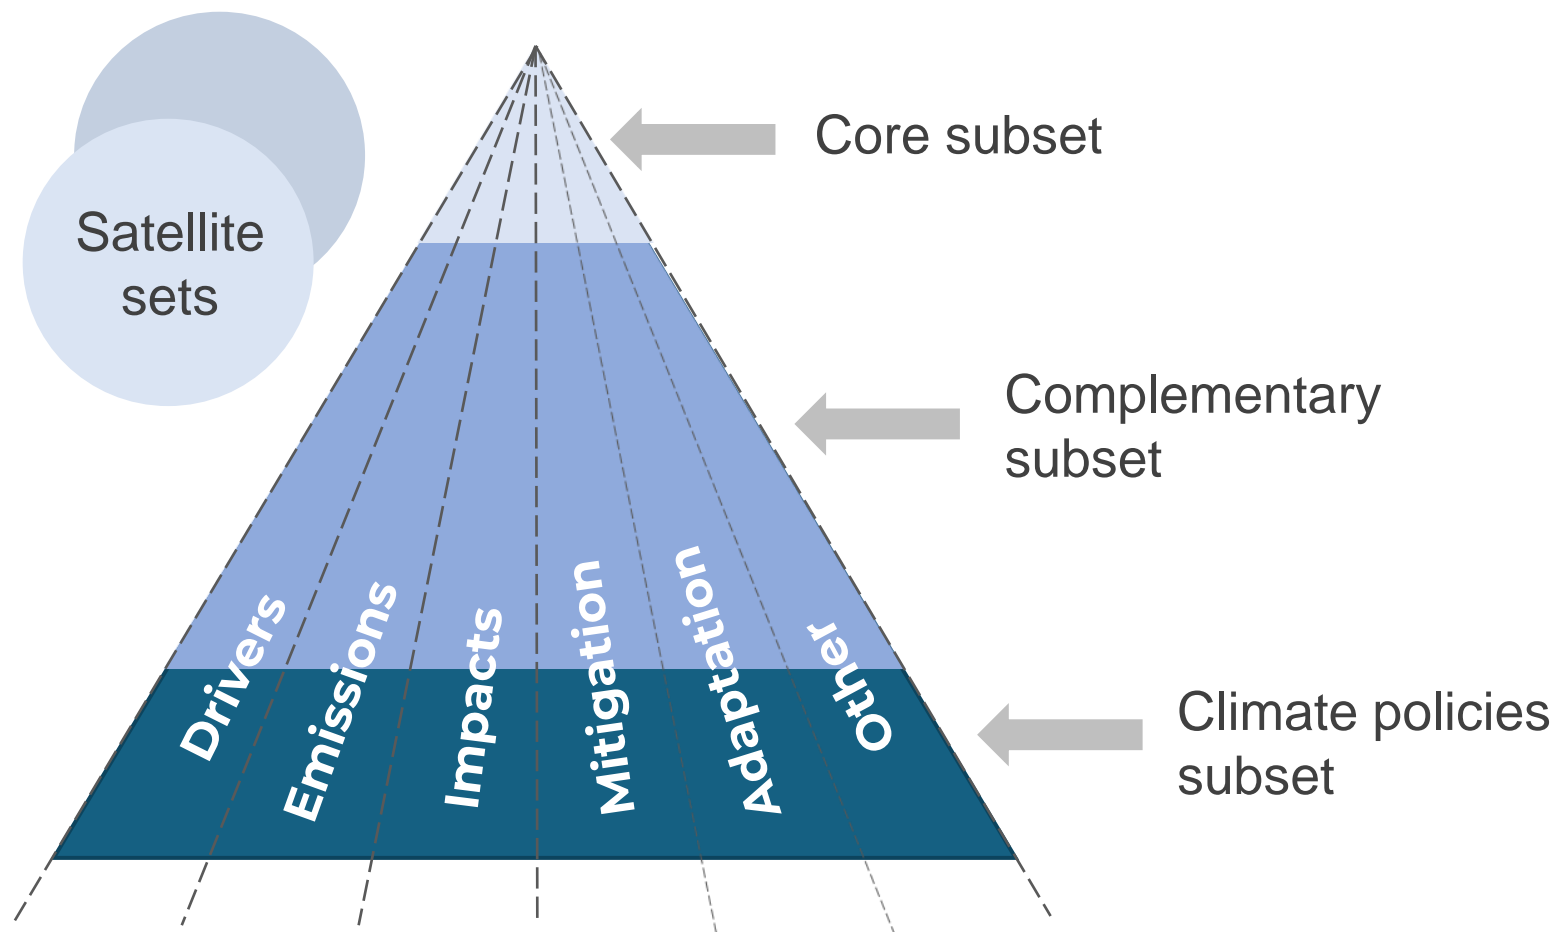 Satellite
sets
Core subset
Complementary
subset
Drivers
Emissions
Impacts
Mitigation
Adaptation
Other
Climate policies
subset